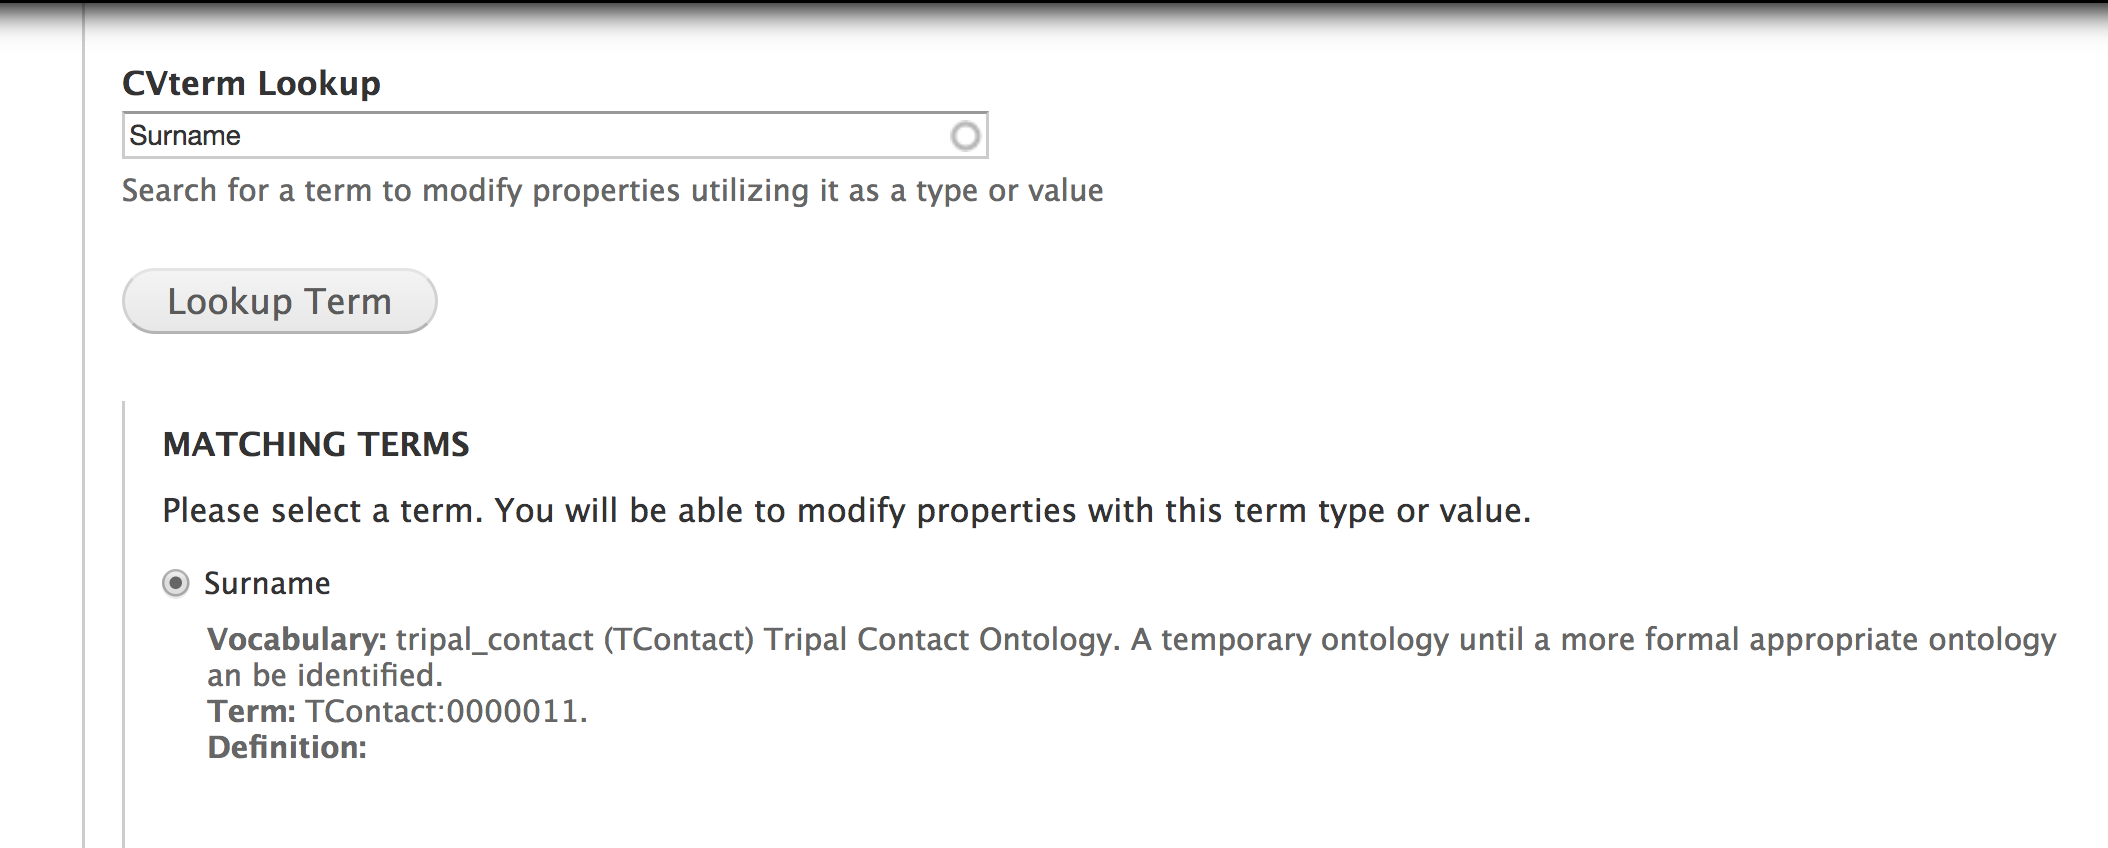 CVterm Lookup
Surname
Search for a term to modify properties utilizing it as a type or value
Lookup Term
MATCHING TERMS
Please select a term. You will be able to modify properties with this term type or value.
Surname
Vocabulary: tripal_contact (TContact) Tripal Contact Ontology. A temporary ontology until a more formal appropriate ontology
an be identified.
Term: TContact:0000011.
Definition: